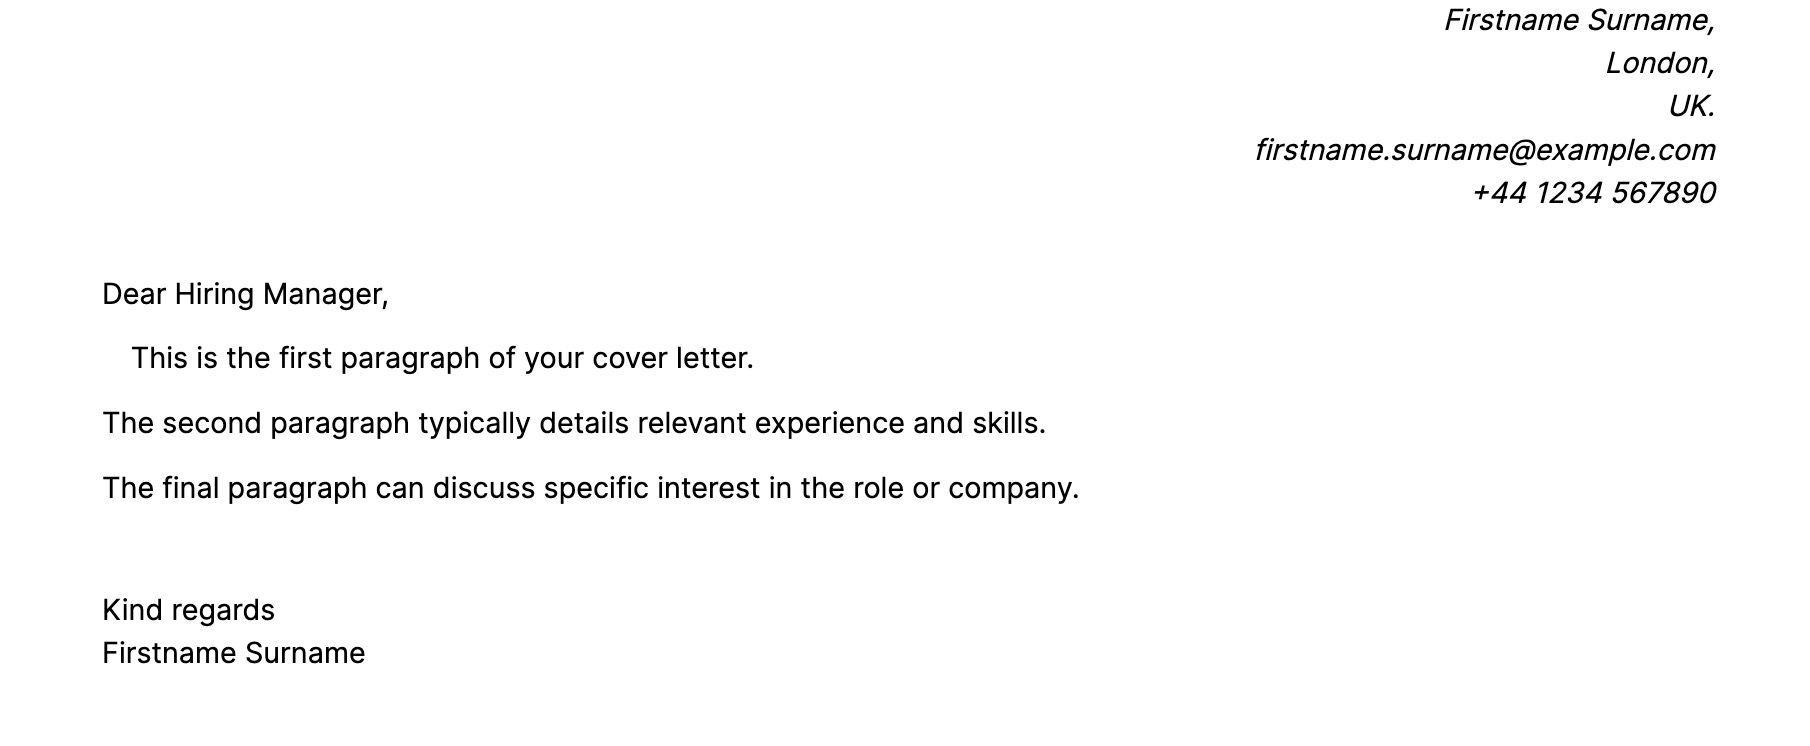 Firstname Surname,
London,
UK.
firstname.surname@example.com
+44 1234 567890
Dear Hiring Manager,
This is the first paragraph of your cover letter.
The second paragraph typically details relevant experience and skills.
The final paragraph can discuss specific interest in the role or company.
Kind regards
Firstname Surname